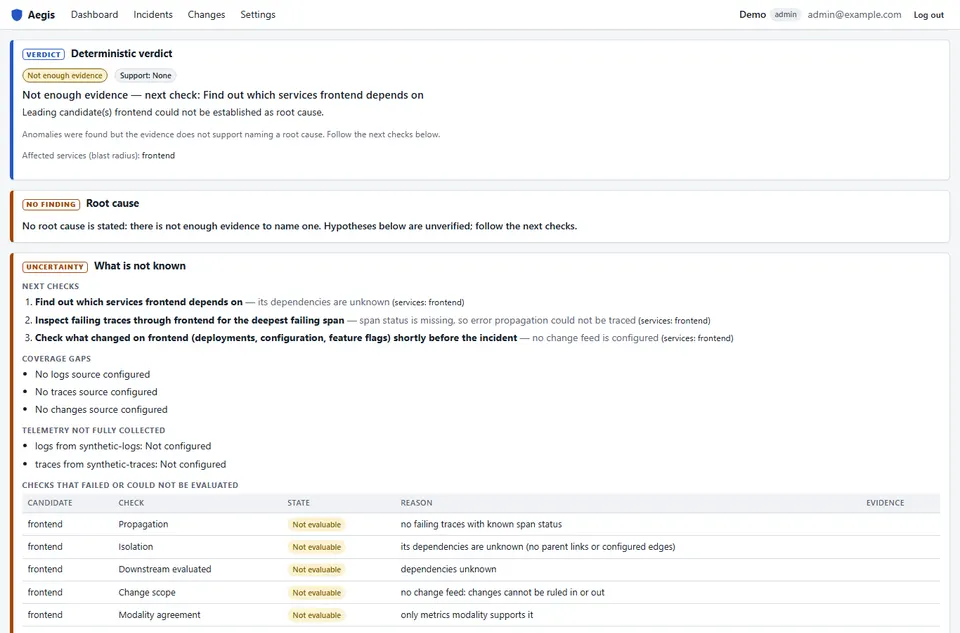 Aegis Dashboard Incidents Changes Settings Demo admin admin@example.com Log out
VERDICT Deterministic verdict
Not enough evidence Support: None
Not enough evidence — next check: Find out which services frontend depends on
Leading candidate(s) frontend could not be established as root cause.
Anomalies were found but the evidence does not support naming a root cause. Follow the next checks below.
Affected services (blast radius): frontend
NO FINDING Root cause
No root cause is stated: there is not enough evidence to name one. Hypotheses below are unverified; follow the next checks.
UNCERTAINTY What is not known
NEXT CHECKS
1. Find out which services frontend depends on — its dependencies are unknown (services: frontend)
2. Inspect failing traces through frontend for the deepest failing span — span status is missing, so error propagation could not be traced (services: frontend)
3. Check what changed on frontend (deployments, configuration, feature flags) shortly before the incident — no change feed is configured (services: frontend)
COVERAGE GAPS
• No logs source configured
• No traces source configured
• No changes source configured
TELEMETRY NOT FULLY COLLECTED
• logs from synthetic-logs: Not configured
• traces from synthetic-traces: Not configured
CHECKS THAT FAILED OR COULD NOT BE EVALUATED
CANDIDATE CHECK STATE REASON EVIDENCE
frontend Propagation Not evaluable no failing traces with known span status
frontend Isolation Not evaluable its dependencies are unknown (no parent links or configured edges)
frontend Downstream evaluated Not evaluable dependencies unknown
frontend Change scope Not evaluable no change feed: changes cannot be ruled in or out
frontend Modality agreement Not evaluable only metrics modality supports it